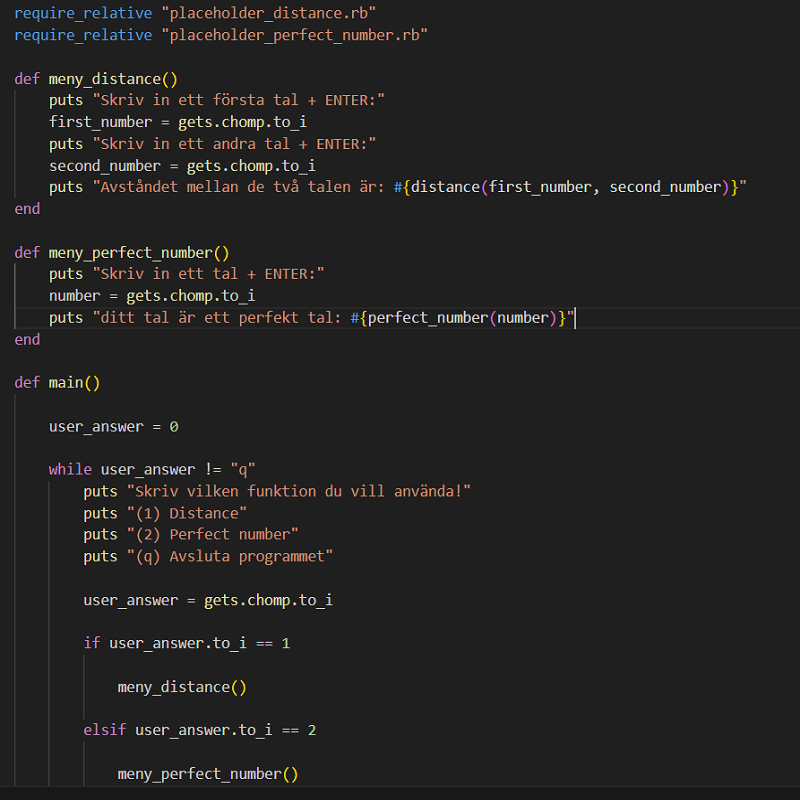 require_relative "placeholder_distance.rb"
require_relative "placeholder_perfect_number.rb"
def meny_distance()
puts "Skriv in ett första tal + ENTER:"
first_number = gets.chomp.to_i
puts "Skriv in ett andra tal + ENTER:"
second_number = gets.chomp.to_i
puts "Avståndet mellan de två talen är: #{distance(first_number, second_number)}"
end
def meny_perfect_number()
puts "Skriv in ett tal + ENTER:"
number = gets.chomp.to_i
puts "ditt tal är ett perfekt tal: #{perfect_number(number)}"
end
def main()
user_answer = 0
while user_answer != "q"
puts "Skriv vilken funktion du vill använda!"
puts "(1) Distance"
puts "(2) Perfect number"
puts "(q) Avsluta programmet"
user_answer = gets.chomp.to_i
if user_answer.to_i == 1
meny_distance()
elsif user_answer.to_i == 2
meny_perfect_number()